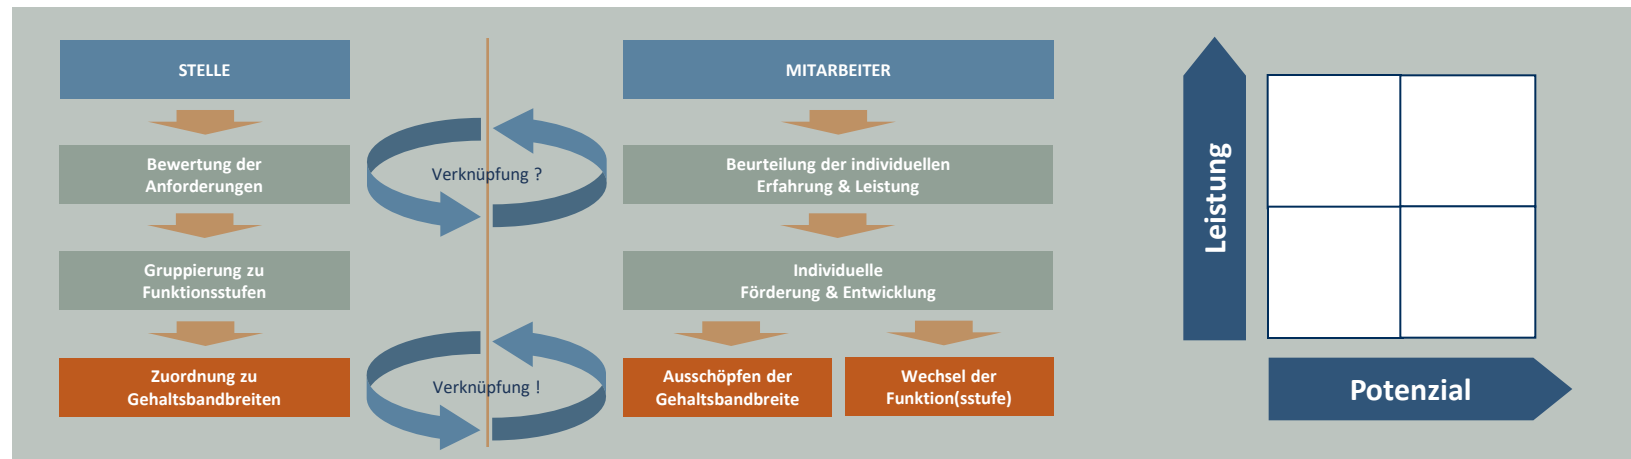 STELLE
Bewertung der
Anforderungen
Gruppierung zu
Funktionsstufen
Zuordnung zu
Gehaltsbandbreiten
Verknüpfung ?
Verknüpfung !
MITARBEITER
Beurteilung der individuellen
Erfahrung & Leistung
Individuelle
Förderung & Entwicklung
Ausschöpfen der
Gehaltsbandbreite
Wechsel der
Funktion(sstufe)
Leistung
Potenzial